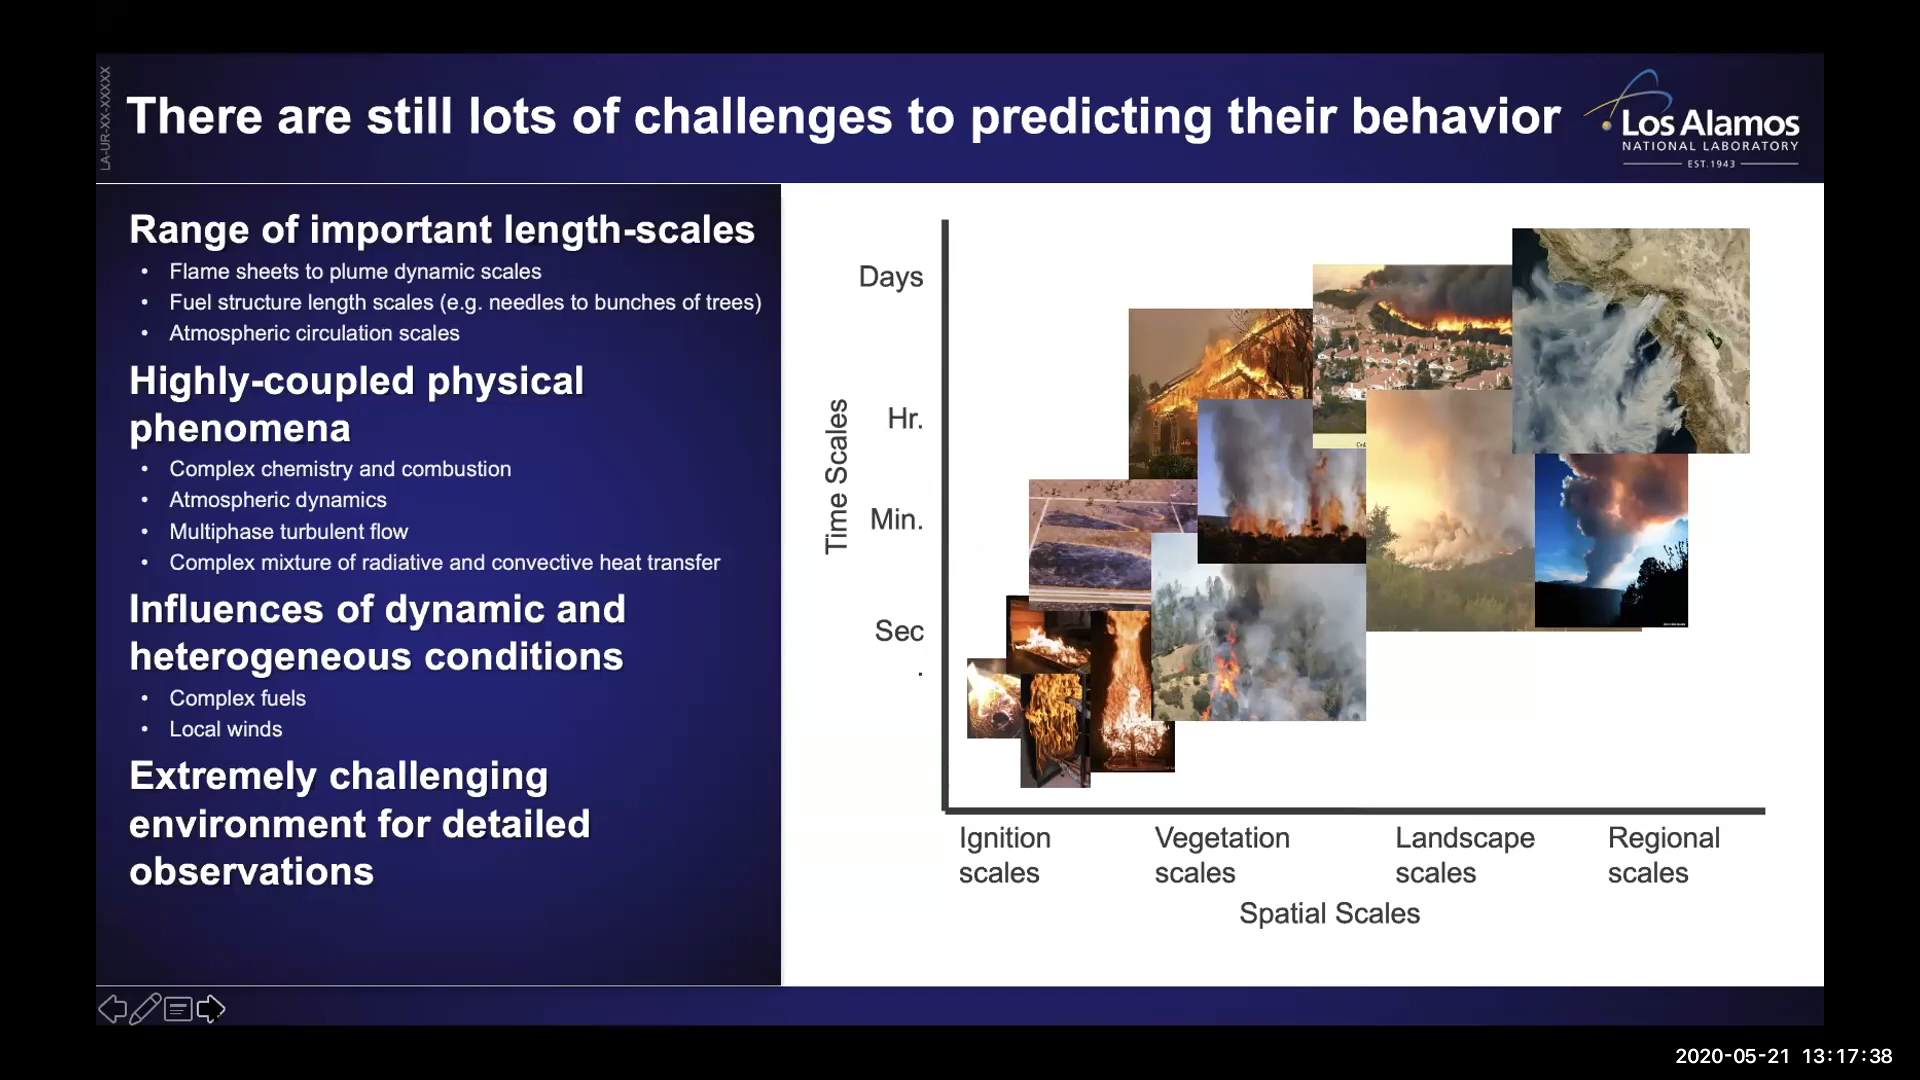 LA-UR-XX-XXXXX
There are still lots of challenges to predicting their behavior
Los Alamos
NATIONAL LABORATORY
EST.1943
Range of important length-scales
• Flame sheets to plume dynamic scales
• Fuel structure length scales (e.g. needles to bunches of trees)
• Atmospheric circulation scales
Highly-coupled physical
phenomena
• Complex chemistry and combustion
• Atmospheric dynamics
• Multiphase turbulent flow
• Complex mixture of radiative and convective heat transfer
Influences of dynamic and
heterogeneous conditions
• Complex fuels
• Local winds
Extremely challenging
environment for detailed
observations
Time Scales
Days
Hr.
Min.
Sec
.
Ignition
scales
Vegetation
scales
Landscape
scales
Regional
scales
Spatial Scales
2020-05-21 13:17:38